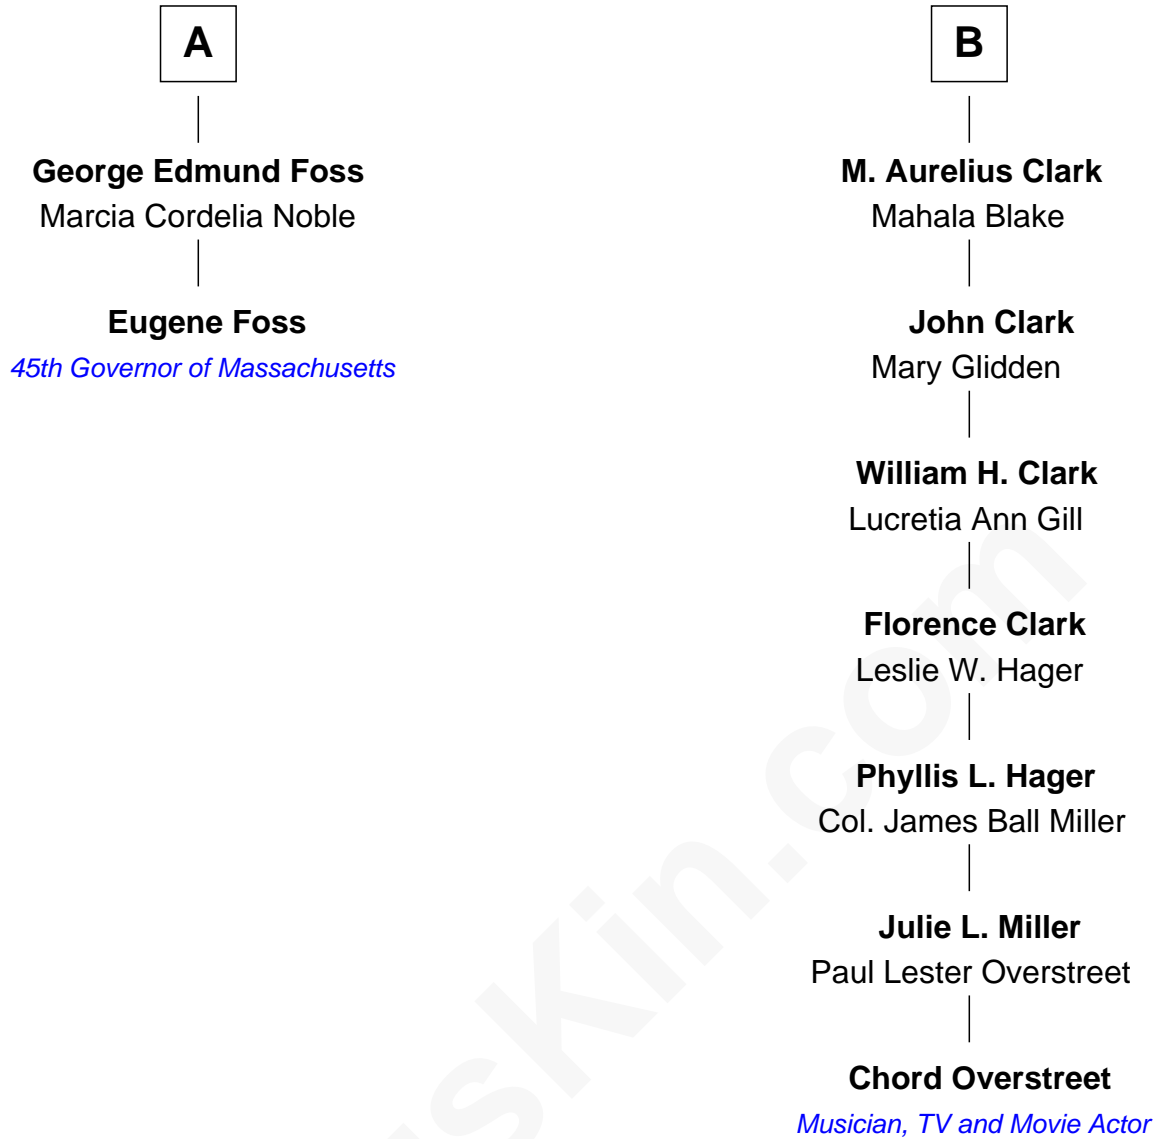 A
George Edmund Foss
Marcia Cordelia Noble
Eugene Foss
45th Governor of Massachusetts
B
M. Aurelius Clark
Mahala Blake
John Clark
Mary Glidden
William H. Clark
Lucretia Ann Gill
Florence Clark
Leslie W. Hager
Phyllis L. Hager
Col. James Ball Miller
Julie L. Miller
Paul Lester Overstreet
Chord Overstreet
Musician, TV and Movie Actor